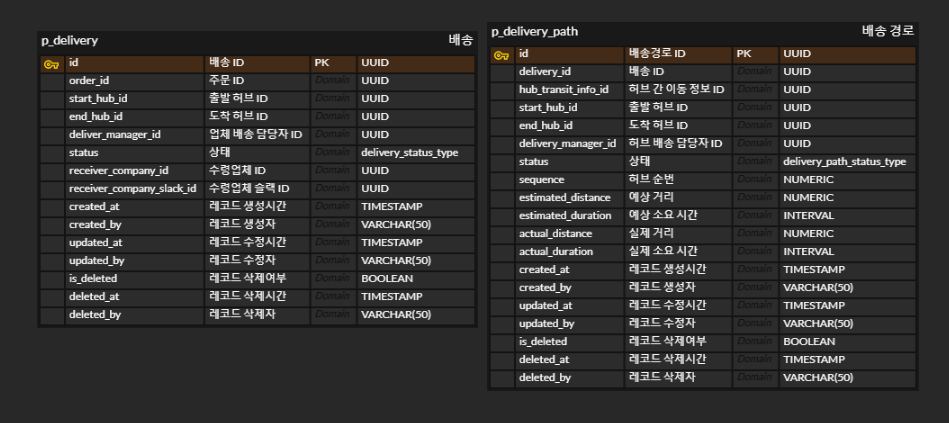 p_delivery 배송
id 배송 ID PK UUID
order_id 주문 ID Domain UUID
start_hub_id 출발 허브 ID Domain UUID
end_hub_id 도착 허브 ID Domain UUID
deliver_manager_id 업체 배송 담당자 ID Domain UUID
status 상태 Domain delivery_status_type
receiver_company_id 수령업체 ID Domain UUID
receiver_company_slack_id 수령업체 슬랙 ID Domain UUID
created_at 레코드 생성시간 Domain TIMESTAMP
created_by 레코드 생성자 Domain VARCHAR(50)
updated_at 레코드 수정시간 Domain TIMESTAMP
updated_by 레코드 수정자 Domain VARCHAR(50)
is_deleted 레코드 삭제여부 Domain BOOLEAN
deleted_at 레코드 삭제시간 Domain TIMESTAMP
deleted_by 레코드 삭제자 Domain VARCHAR(50)
p_delivery_path 배송 경로
id 배송경로 ID PK UUID
delivery_id 배송 ID Domain UUID
hub_transit_info_id 허브 간 이동 정보 ID Domain UUID
start_hub_id 출발 허브 ID Domain UUID
end_hub_id 도착 허브 ID Domain UUID
delivery_manager_id 허브 배송 담당자 ID Domain UUID
status 상태 Domain delivery_path_status_type
sequence 허브 순번 Domain NUMERIC
estimated_distance 예상 거리 Domain NUMERIC
estimated_duration 예상 소요 시간 Domain INTERVAL
actual_distance 실제 거리 Domain NUMERIC
actual_duration 실제 소요 시간 Domain INTERVAL
created_at 레코드 생성시간 Domain TIMESTAMP
created_by 레코드 생성자 Domain VARCHAR(50)
updated_at 레코드 수정시간 Domain TIMESTAMP
updated_by 레코드 수정자 Domain VARCHAR(50)
is_deleted 레코드 삭제여부 Domain BOOLEAN
deleted_at 레코드 삭제시간 Domain TIMESTAMP
deleted_by 레코드 삭제자 Domain VARCHAR(50)